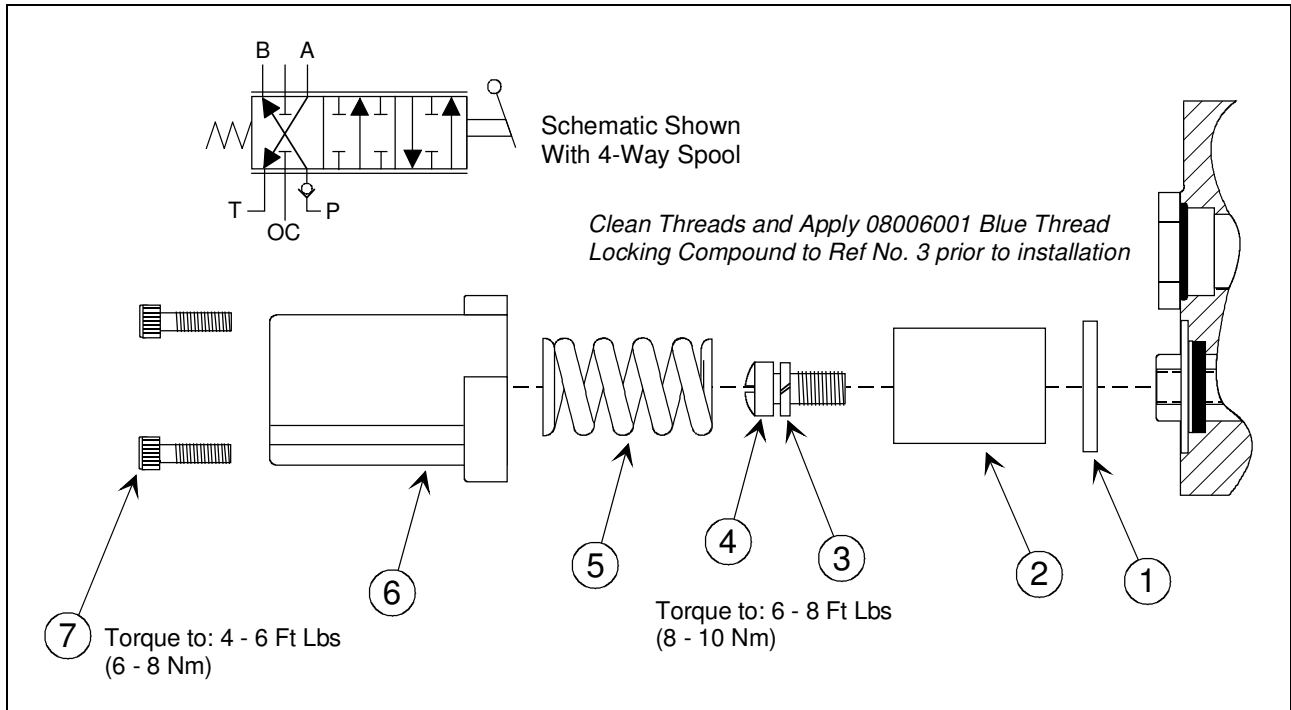 B A
Schematic Shown
With 4-Way Spool
T P
OC
Clean Threads and Apply 08006001 Blue Thread
Locking Compound to Ref No. 3 prior to installation
4 3
5
2 1
6
7
Torque to: 4 - 6 Ft Lbs
(6 - 8 Nm)
Torque to: 6 - 8 Ft Lbs
(8 - 10 Nm)